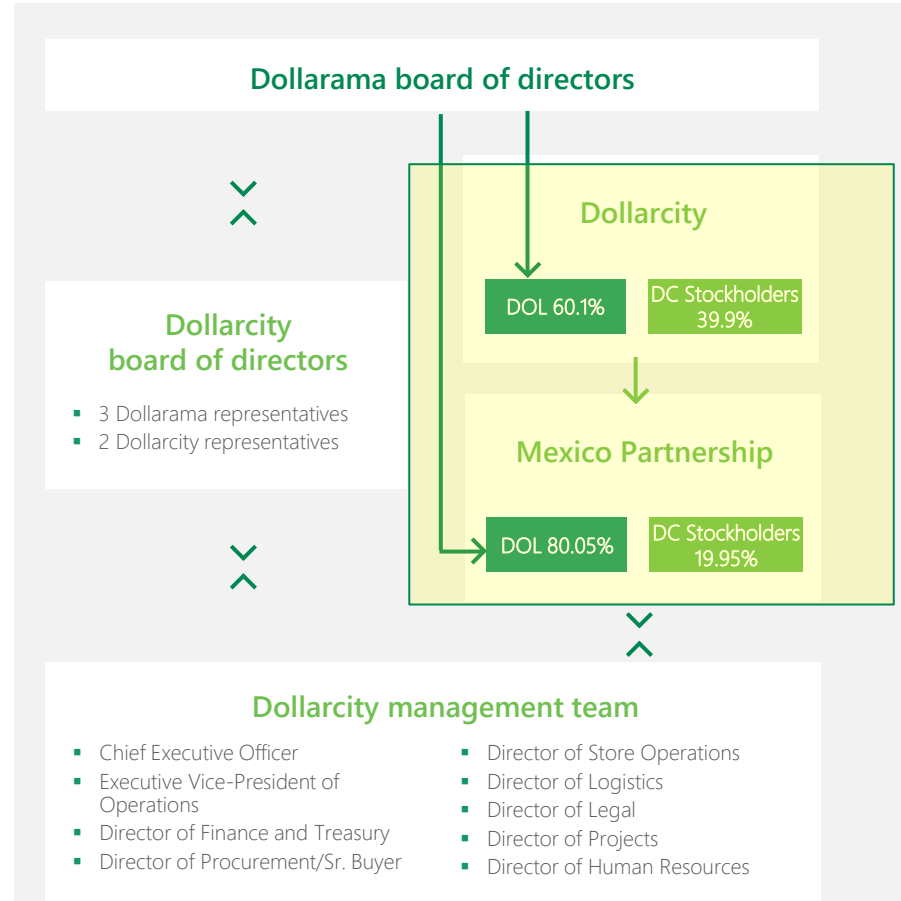 Dollarama board of directors
Dollarcity
DOL 60.1%
DC Stockholders
39.9%
Dollarcity
board of directors
▪ 3 Dollarama representatives
▪ 2 Dollarcity representatives
Mexico Partnership
DOL 80.05%
DC Stockholders
19.95%
Dollarcity management team
▪ Chief Executive Officer
▪ Executive Vice-President of
Operations
▪ Director of Finance and Treasury
▪ Director of Procurement/Sr. Buyer
▪ Director of Store Operations
▪ Director of Logistics
▪ Director of Legal
▪ Director of Projects
▪ Director of Human Resources